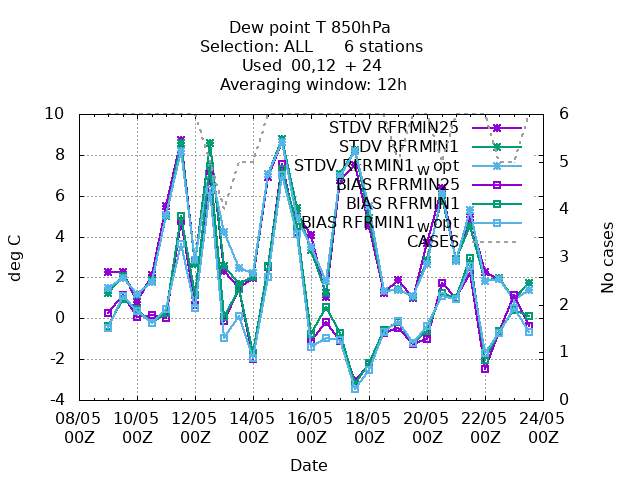 Dew point T 850hPa
Selection: ALL 6 stations
Used 00,12 + 24
Averaging window: 12h
10 6
STDV RFRMIN25
STDV RFRMIN1
8 5
STDV RFRMIN1_w opt
BIAS RFRMIN25
6
BIAS RFRMIN1 4
BIAS RFRMIN1_w opt
4
CASES
deg C
No cases
3
2
2
0
1
-2
-4 0
08/05 10/05 12/05 14/05 16/05 18/05 20/05 22/05 24/05
00Z 00Z 00Z 00Z 00Z 00Z 00Z 00Z 00Z
Date